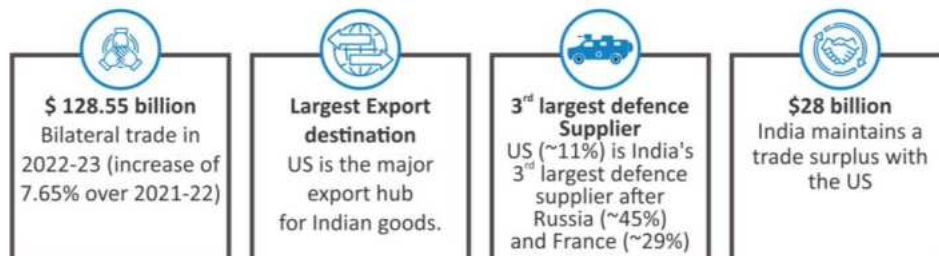 $ 128.55 billion
Bilateral trade in
2022-23 (increase of
7.65% over 2021-22)
Largest Export
destination
US is the major
export hub
for Indian goods.
3rd largest defence
Supplier
US (~11%) is India's
3rd largest defence
supplier after
Russia (~45%)
and France (~29%)
$28 billion
India maintains a
trade surplus with
the US